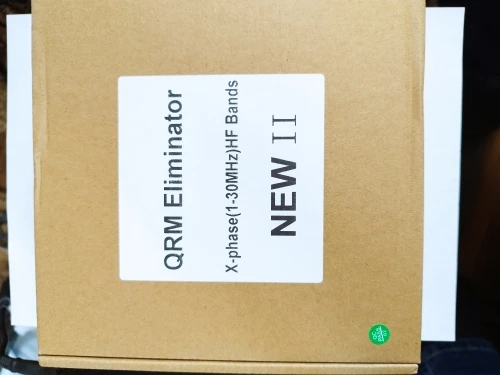 QRM Eliminator
X-phase(1-30MHz)HF Bands
NEW II